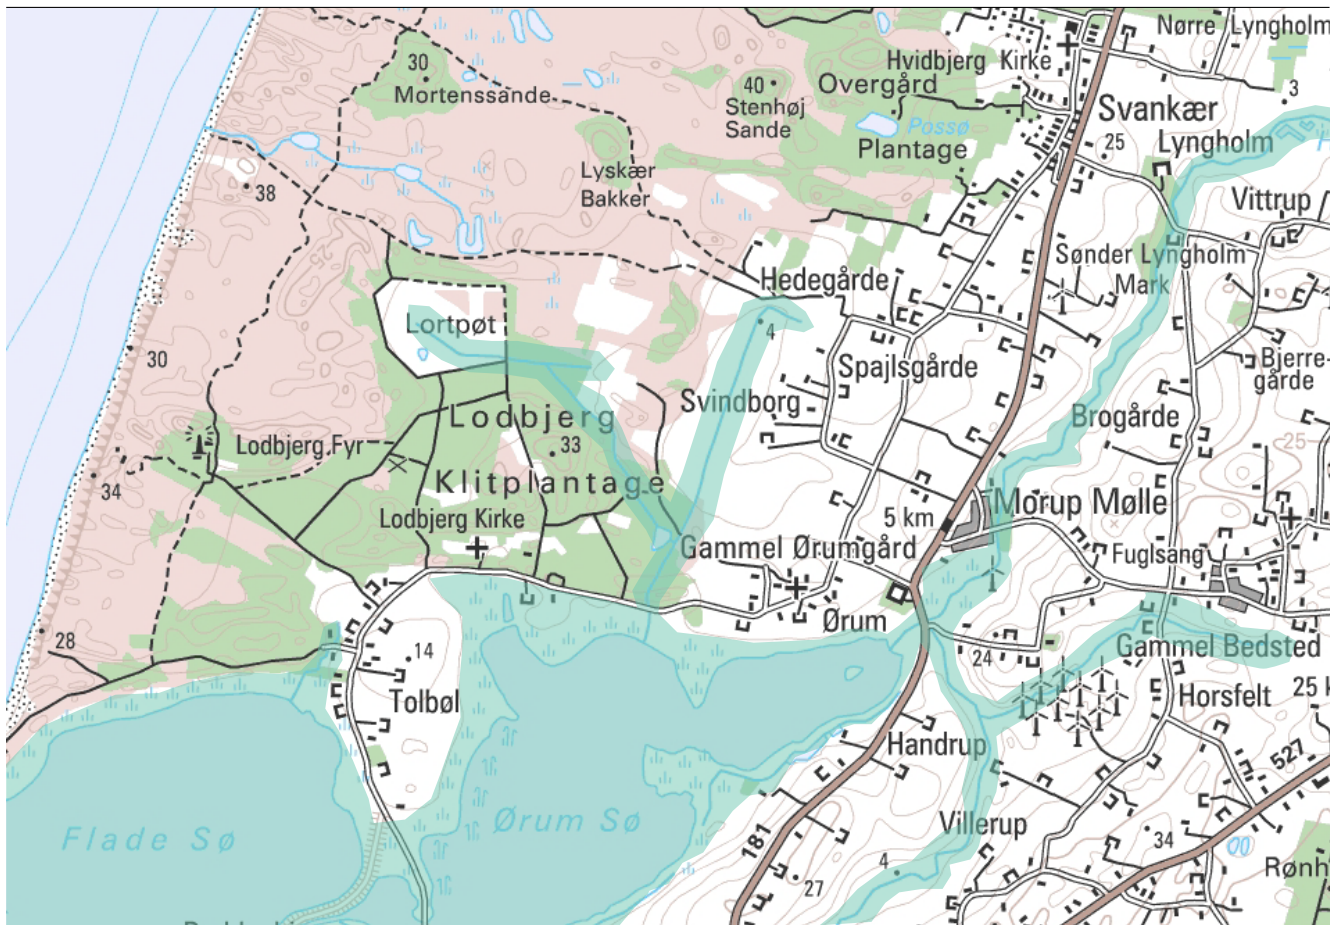 Nørre Lyngholm
Hvidbjerg Kirke
30
Mortenssande
40
Stenhøj
Sande
Overgård
3
Svankær
Possø
Plantage
25
Lyngholm
Lyskær
Bakker
38
Vittrup
Sønder Lyngholm
Mark
25
Hedegårde
Lortpøt
4
30
Spajlsgårde
Bjerre-
gårde
Svindborg
Lodbjerg
Brogårde
Lodbjerg Fyr
33
25
34
Klitplantage
Morup Mølle
Lodbjerg Kirke
5 km
Gammel Ørumgård
Fuglsang
Ørum
28
14
24
Gammel Bedsted
Tolbøl
Horsfelt
25
Handrup
527
Flade Sø
Ørum Sø
181
Villerup
34
4
27
Rønh